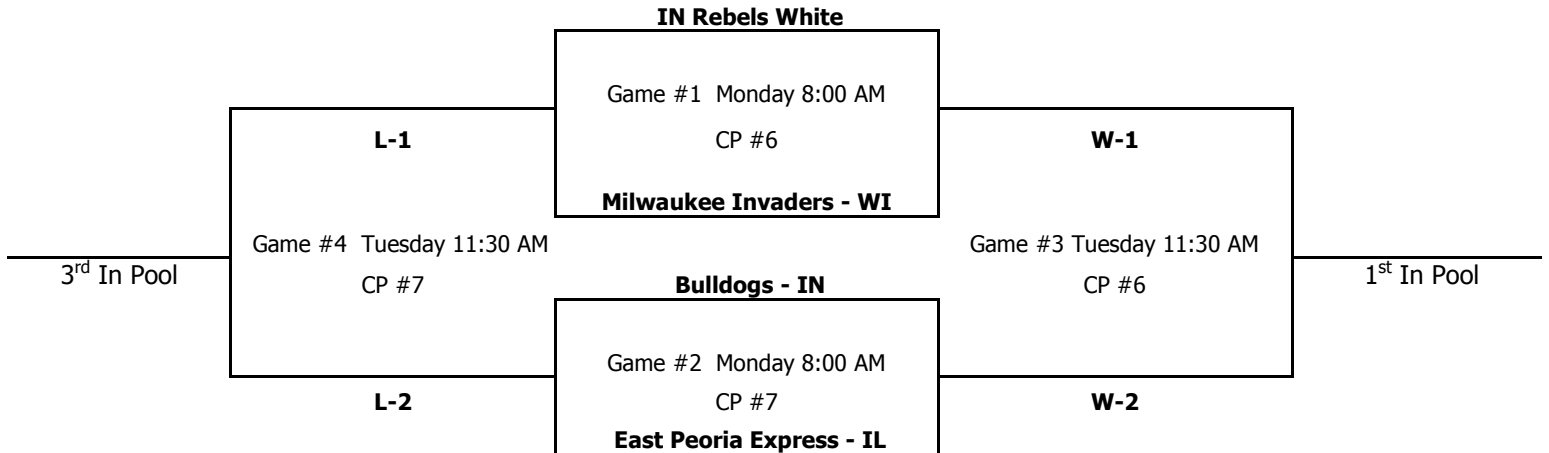 IN Rebels White
Game #1 Monday 8:00 AM
L-1
CP #6
W-1
Milwaukee Invaders - WI
Game #4 Tuesday 11:30 AM
Game #3 Tuesday 11:30 AM
3rd In Pool
CP #7
Bulldogs - IN
CP #6
1st In Pool
Game #2 Monday 8:00 AM
L-2
CP #7
W-2
East Peoria Express - IL